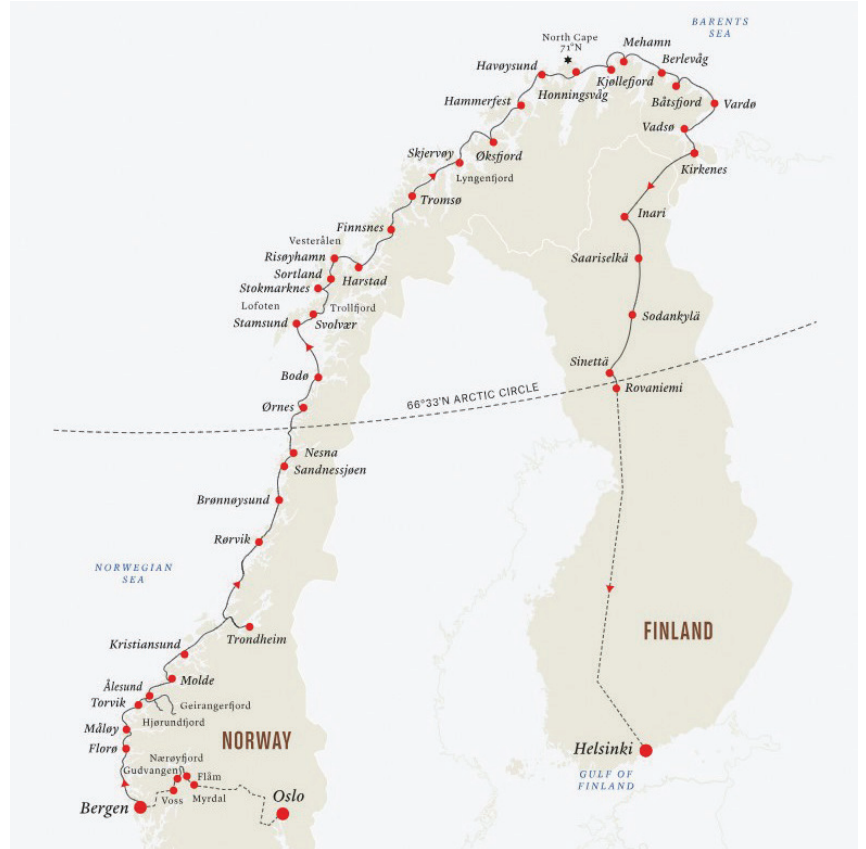 BARENTS
SEA
North Cape
71°N
Mehamn
Havøysund
Berlevåg
Kjøllefjord
Honningsvåg
Båtsfjord
Hammerfest
Vardø
Vadsø
Øksfjord
Skjervøy
Kirkenes
Lyngenfjord
Tromsø
Inari
Finnsnes
Vesterålen
Risøyhamn
Saariselkä
Sortland
Harstad
Stokmarknes
Lofoten
Trollfjord
Stamsund
Svolvær
Sodankylä
Sinettä
Bodø
Rovaniemi
66°33'N ARCTIC CIRCLE
Ørnes
Nesna
Sandnessjøen
Brønnøysund
Rørvik
NORWEGIAN
SEA
Trondheim
FINLAND
Kristiansund
Molde
Ålesund
Torvik
Geirangerfjord
Hjørundfjord
Måløy
NORWAY
Florø
Helsinki
Nærøyfjord
Gudvangen
Flåm
GULF OF
FINLAND
Voss
Myrdal
Oslo
Bergen